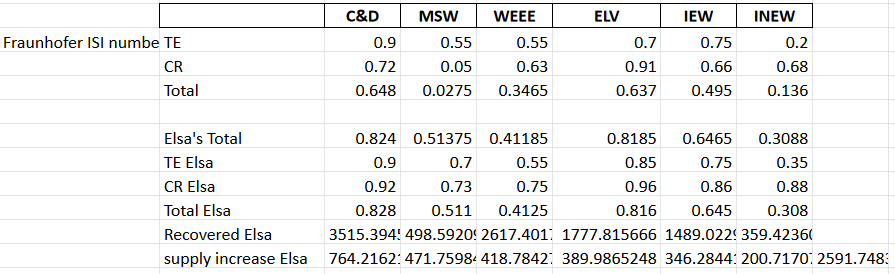 C&D MSW WEEE ELV IEW INEW
Fraunhofer ISI numbe TE 0.9 0.55 0.55 0.7 0.75 0.2
CR 0.72 0.05 0.63 0.91 0.66 0.68
Total 0.648 0.0275 0.3465 0.637 0.495 0.136
Elsa's Total 0.824 0.51375 0.41185 0.8185 0.6465 0.3088
TE Elsa 0.9 0.7 0.55 0.85 0.75 0.35
CR Elsa 0.92 0.73 0.75 0.96 0.86 0.88
Total Elsa 0.828 0.511 0.4125 0.816 0.645 0.308
Recovered Elsa 3515.394 498.5920 2617.401 1777.815666 1489.022 359.4236
supply increase Elsa 764.2162 471.7598 418.7842 389.9865248 346.2844 200.7170 2591.748